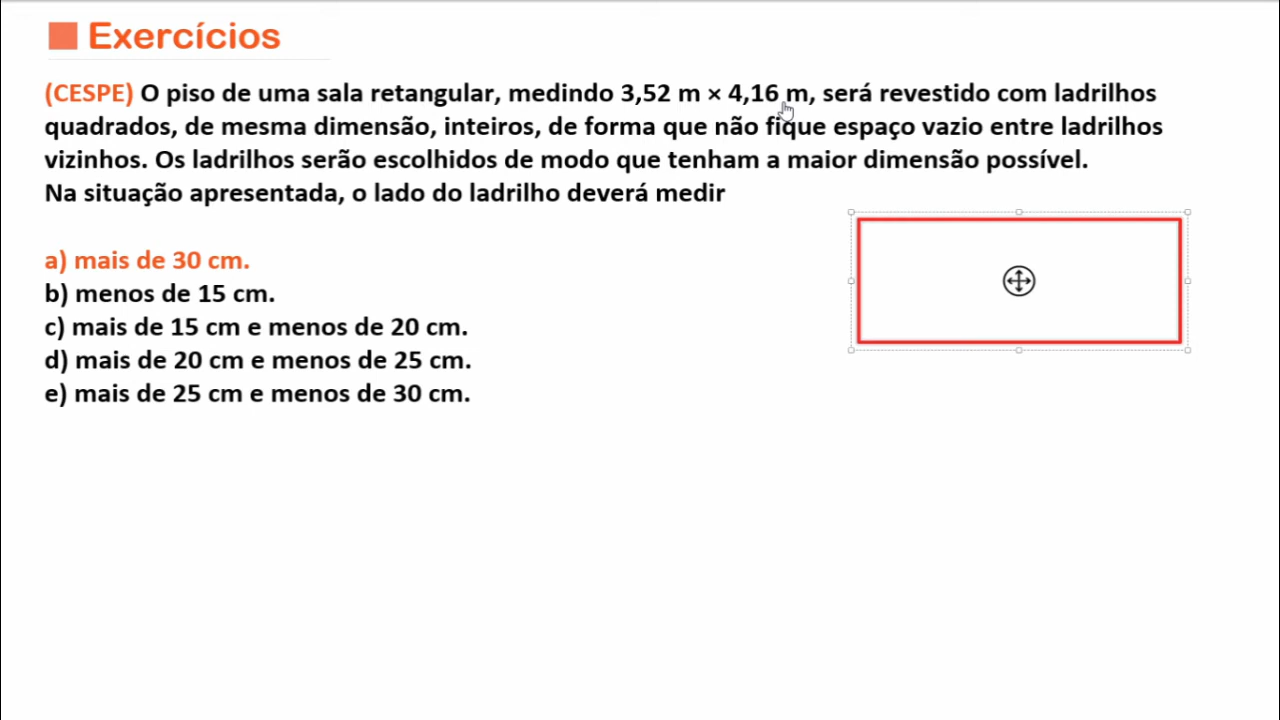 Exercícios
(CESPE) O piso de uma sala retangular, medindo 3,52 m × 4,16 m, será revestido com ladrilhos
quadrados, de mesma dimensão, inteiros, de forma que não fique espaço vazio entre ladrilhos
vizinhos. Os ladrilhos serão escolhidos de modo que tenham a maior dimensão possível.
Na situação apresentada, o lado do ladrilho deverá medir
a) mais de 30 cm.
b) menos de 15 cm.
c) mais de 15 cm e menos de 20 cm.
d) mais de 20 cm e menos de 25 cm.
e) mais de 25 cm e menos de 30 cm.